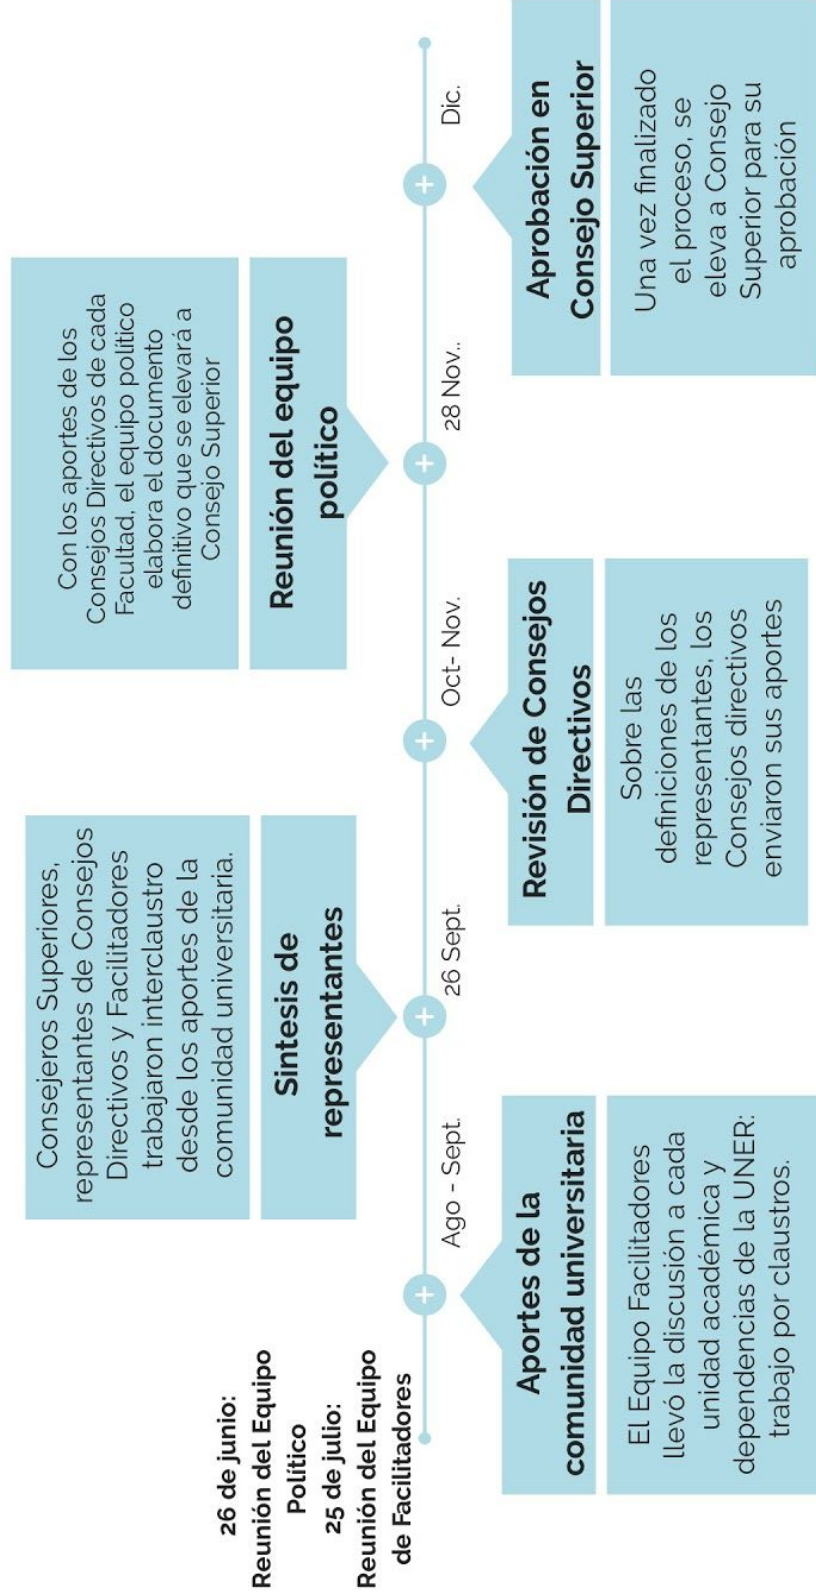 26 de junio:
Reunión del Equipo
Político
25 de julio:
Reunión del Equipo
de Facilitadores
Ago - Sept.
Aportes de la
comunidad universitaria
El Equipo Facilitadores
llevó la discusión a cada
unidad académica y
dependencias de la UNER:
trabajo por claustros.
Consejeros Superiores,
representantes de Consejos
Directivos y Facilitadores
trabajaron interclaustro
desde los aportes de la
comunidad universitaria.
Sintesis de
representantes
26 Sept.
Oct- Nov.
Revisión de Consejos
Directivos
Sobre las
definiciones de los
representantes, los
Consejos directivos
enviaron sus aportes
Con los aportes de los
Consejos Directivos de cada
Facultad, el equipo político
elabora el documento
definitivo que se elevará a
Consejo Superior
Reunión del equipo
político
28 Nov..
Dic.
Aprobación en
Consejo Superior
Una vez finalizado
el proceso, se
eleva a Consejo
Superior para su
aprobación